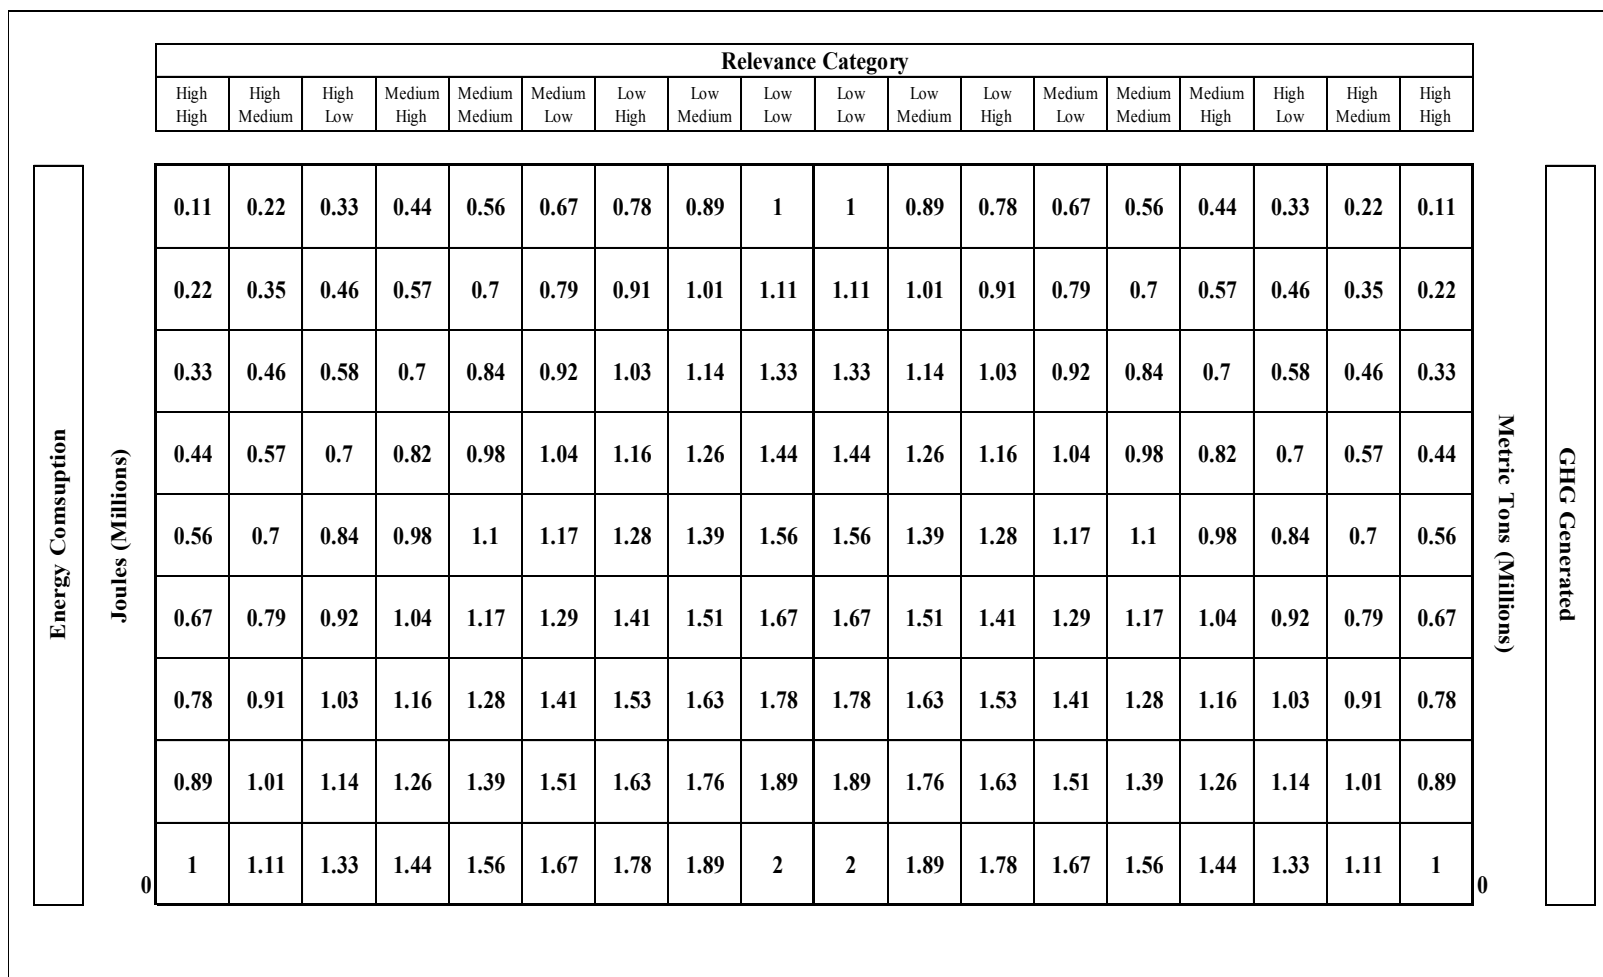 Relevance Category
High High Medium High Low Medium High Medium Medium Medium Low Low High Low Medium Low Low Low Low Low Medium Low High Medium Low Medium Medium Medium High High Low High Medium High High
High
0.11 0.22 0.33 0.44 0.56 0.67 0.78 0.89 1 1 0.89 0.78 0.67 0.56 0.44 0.33 0.22 0.11
0.22 0.35 0.46 0.57 0.7 0.79 0.91 1.01 1.11 1.11 1.01 0.91 0.79 0.7 0.57 0.46 0.35 0.22
0.33 0.46 0.58 0.7 0.84 0.92 1.03 1.14 1.33 1.33 1.14 1.03 0.92 0.84 0.7 0.58 0.46 0.33
0.44 0.57 0.7 0.82 0.98 1.04 1.16 1.26 1.44 1.44 1.26 1.16 1.04 0.98 0.82 0.7 0.57 0.44
0.56 0.7 0.84 0.98 1.1 1.17 1.28 1.39 1.56 1.56 1.39 1.28 1.17 1.1 0.98 0.84 0.7 0.56
0.67 0.79 0.92 1.04 1.17 1.29 1.41 1.51 1.67 1.67 1.51 1.41 1.29 1.17 1.04 0.92 0.79 0.67
0.78 0.91 1.03 1.16 1.28 1.41 1.53 1.63 1.78 1.78 1.63 1.53 1.41 1.28 1.16 1.03 0.91 0.78
0.89 1.01 1.14 1.26 1.39 1.51 1.63 1.76 1.89 1.89 1.76 1.63 1.51 1.39 1.26 1.14 1.01 0.89
1 1.11 1.33 1.44 1.56 1.67 1.78 1.89 2 2 1.89 1.78 1.67 1.56 1.44 1.33 1.11 1
0 0
Energy Comsuption
Joules (Millions)
Metric Tons (Millions)
GHG Generated